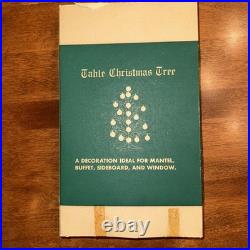 Table Christmas Tree
A DECORATION IDEAL FOR MANTEL,
BUFFET, SIDEBOARD, AND WINDOW.